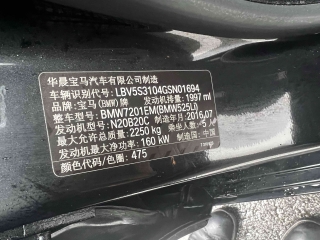 华晨宝马汽车有限公司制造
车辆识别代号: LBV5S3104GSN01694
品牌: 宝马(BMW)牌 发动机排量: 1997 ml
整车型号: BMW7201EM(BMW525Li)
发动机型号: N20B20C 制造年月: 2016.07
最大允许总质量: 2250 kg 乘坐人数: 5人
发动机最大净功率: 160 kW 制造国: 中国
颜色代码/色圈: 475